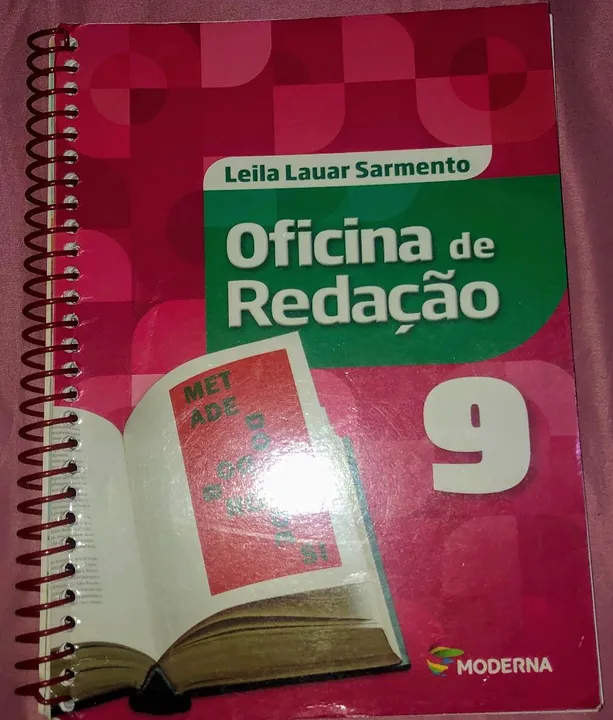 Leila Lauar Sarmento
Oficina de
Redação
9
MET
ADE
MODERNA